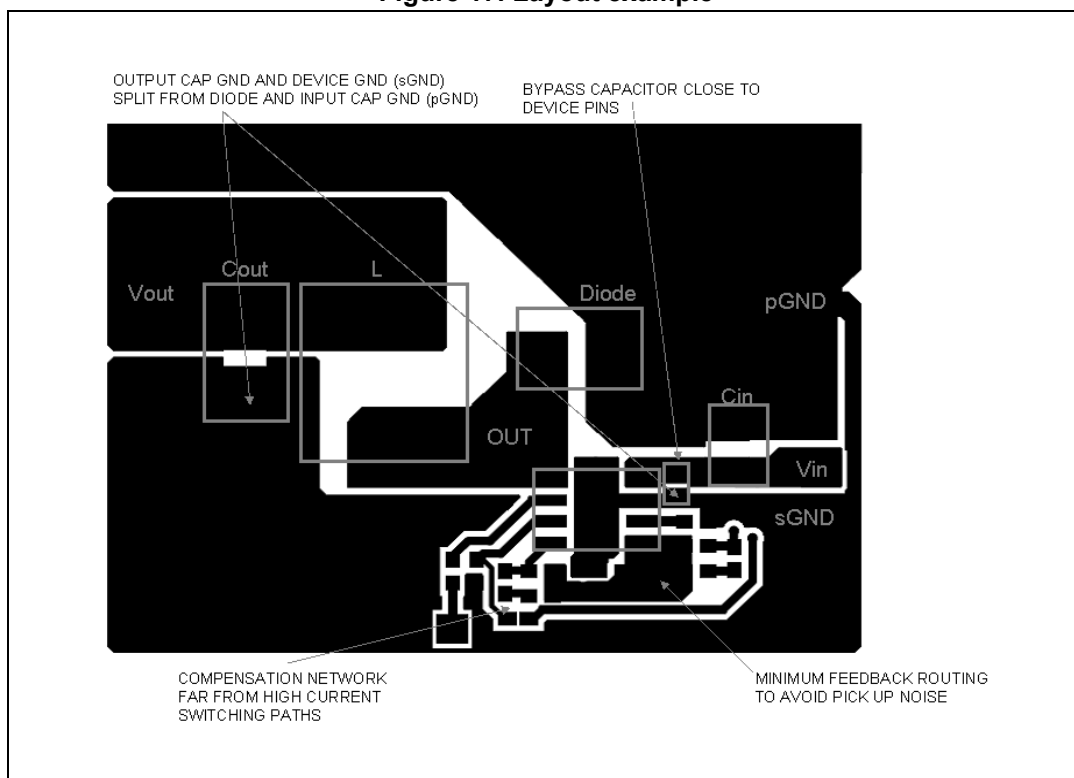 Figure 17. Layout example
OUTPUT CAP GND AND DEVICE GND (sGND)
SPLIT FROM DIODE AND INPUT CAP GND (pGND)
BYPASS CAPACITOR CLOSE TO
DEVICE PINS
Cout
L
Vout
Diode
pGND
Cin
OUT
Vin
sGND
COMPENSATION NETWORK
FAR FROM HIGH CURRENT
SWITCHING PATHS
MINIMUM FEEDBACK ROUTING
TO AVOID PICK UP NOISE